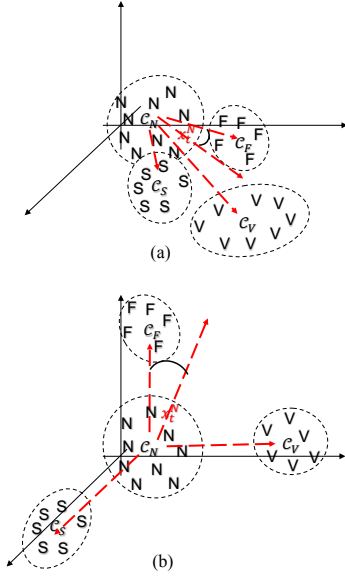 N
N N
N 𝒞_N N F F F
x_t^N
N 𝒞_F F
N N N F F
S S S
S 𝒞_S S
S S V V
V 𝒞_V V
V V
V V V
(a)
F F F
F 𝒞_F
F
x_t^N
N
N V
N V 𝒞_V V
N 𝒞_N N V V
N N V V
N N
S S S
S 𝒞_S S
S
S S
(b)